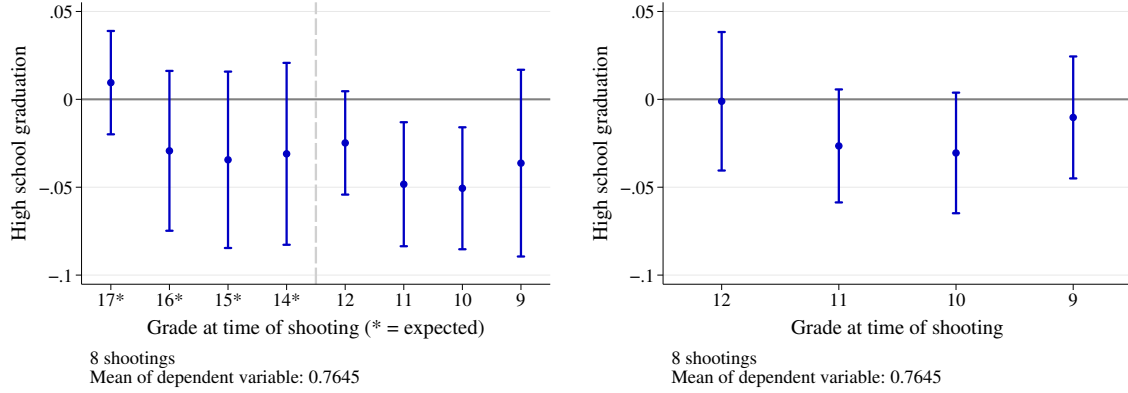 .05
0
−.05
−.1
High school graduation
17* 16* 15* 14* 12 11 10 9
Grade at time of shooting (* = expected)
8 shootings
Mean of dependent variable: 0.7645
.05
0
−.05
−.1
High school graduation
12 11 10 9
Grade at time of shooting
8 shootings
Mean of dependent variable: 0.7645